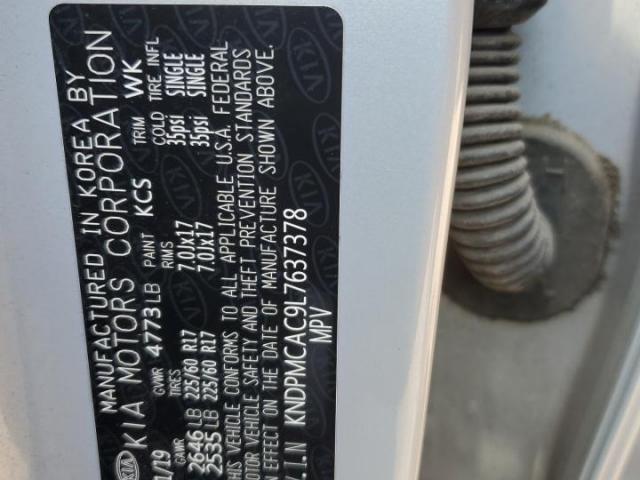 MANUFACTURED IN KOREA BY
KIA KIA MOTORS CORPORATION
/19 GVWR 4773LB PAINT KCS TRIM WK
GAWR TIRES RIMS COLD TIRE INFL
2646LB 225/60 R17 7.0Jx17 35psi SINGLE
2535LB 225/60 R17 7.0Jx17 35psi SINGLE
THIS VEHICLE CONFORMS TO ALL APPLICABLE U.S.A. FEDERAL
MOTOR VEHICLE SAFETY AND THEFT PREVENTION STANDARDS
IN EFFECT ON THE DATE OF MANUFACTURE SHOWN ABOVE.
V.I.N KNDPMCAC9L7637378
MPV